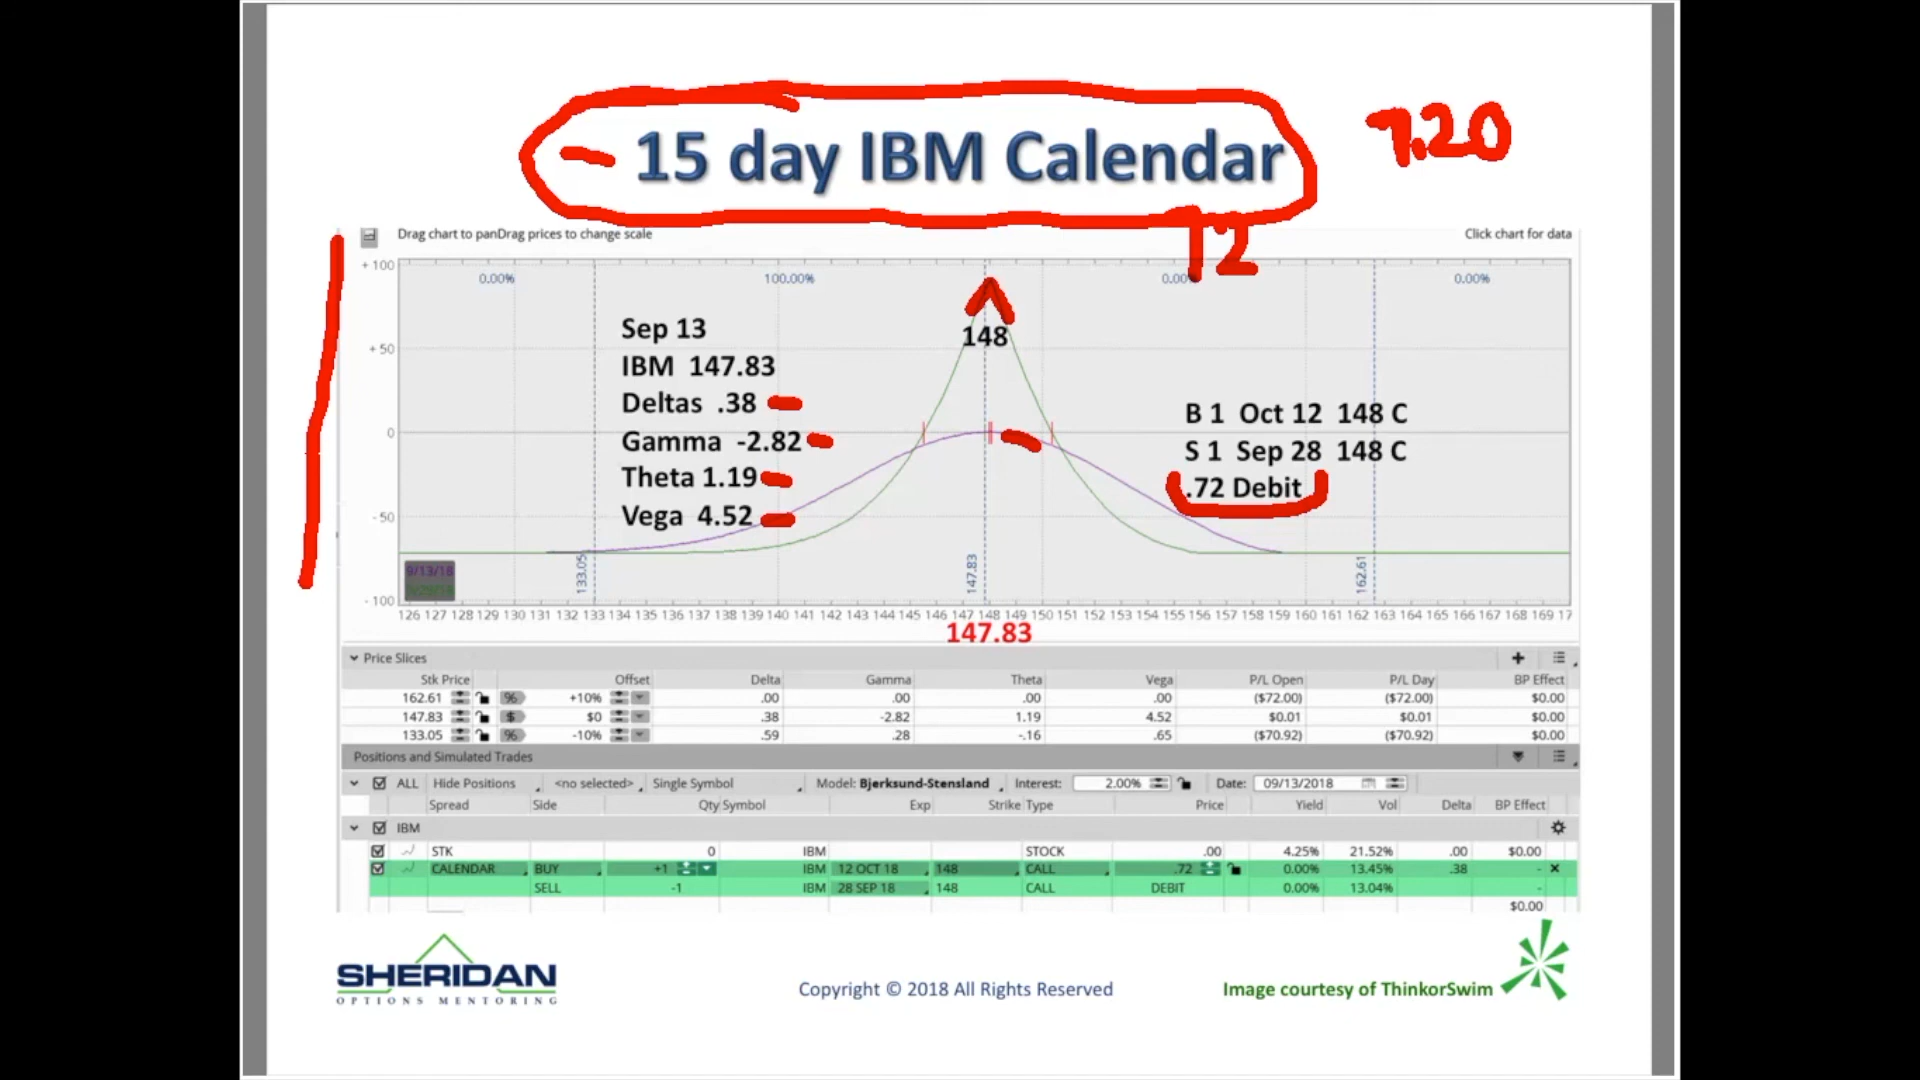 15 day IBM Calendar
7.20
72
Drag chart to panDrag prices to change scale
Click chart for data
+100
0.00%
100.00%
0.00%
0.00%
+50
0
-50
-100
148
Sep 13
IBM 147.83
Deltas .38
Gamma -2.82
Theta 1.19
Vega 4.52
B 1 Oct 12 148 C
S 1 Sep 28 148 C
.72 Debit
133.05
147.83
162.61
9/13/18
126 127 128 129 130 131 132 133 134 135 136 137 138 139 140 141 142 143 144 145 146 147 148 149 150 151 152 153 154 155 156 157 158 159 160 161 162 163 164 165 166 167 168 169 17
147.83
Price Slices
Stk Price Offset Delta Gamma Theta Vega P/L Open P/L Day BP Effect
162.61 % +10% .00 .00 .00 .00 ($72.00) ($72.00) $0.00
147.83 $ $0 .38 -2.82 1.19 4.52 $0.01 $0.01 $0.00
133.05 % -10% .59 .28 -.16 .65 ($70.92) ($70.92) $0.00
Positions and Simulated Trades
ALL Hide Positions <no selected> Single Symbol Model: Bjerksund-Stensland Interest: 2.00% Date: 09/13/2018
Spread Side Qty Symbol Exp Strike Type Price Yield Vol Delta BP Effect
IBM
STK 0 IBM STOCK .00 4.25% 21.52% .00 $0.00
CALENDAR BUY +1 IBM 12 OCT 18 148 CALL .72 0.00% 13.45% .38 -
SELL -1 IBM 28 SEP 18 148 CALL DEBIT 0.00% 13.04% -
$0.00
SHERIDAN
OPTIONS MENTORING
Copyright © 2018 All Rights Reserved
Image courtesy of ThinkorSwim